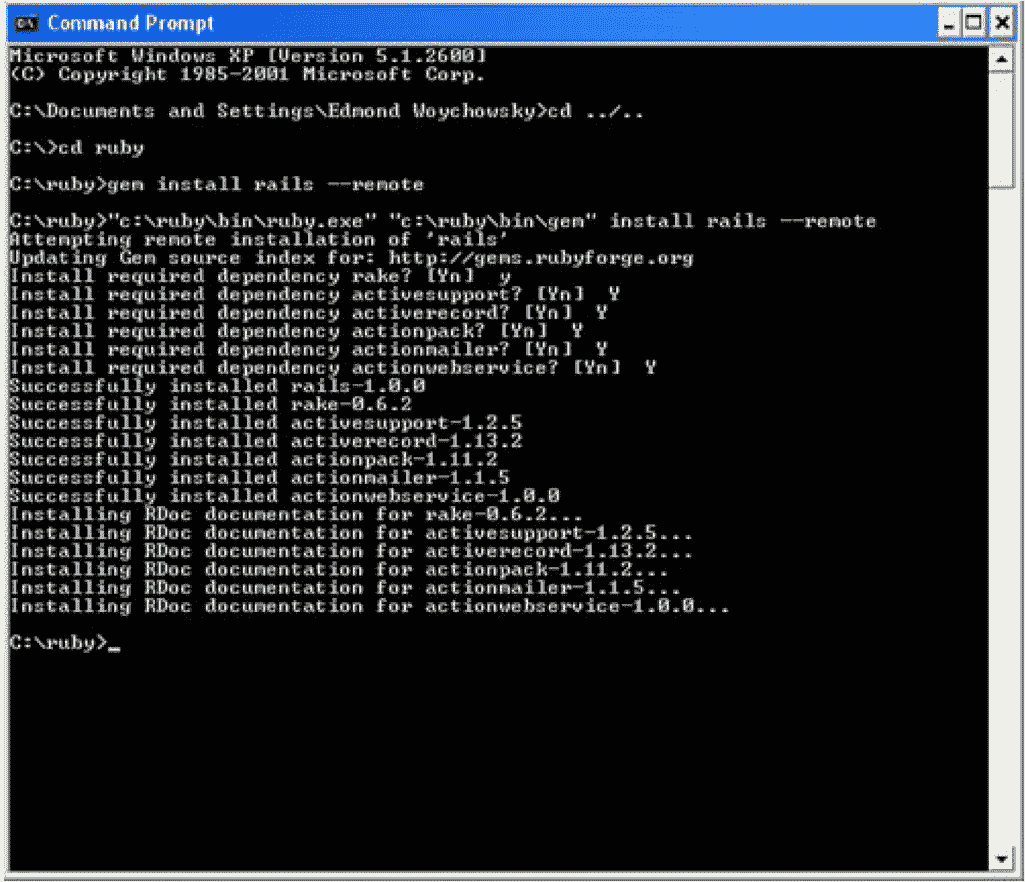 Command Prompt
Microsoft Windows XP [Version 5.1.2600]
(C) Copyright 1985-2001 Microsoft Corp.
C:\Documents and Settings\Edmond Woychowsky>cd ../..
C:\>cd ruby
C:\ruby>gem install rails --remote
C:\ruby>"c:\ruby\bin\ruby.exe" "c:\ruby\bin\gem" install rails --remote
Attempting remote installation of 'rails'
Updating Gem source index for: http://gems.rubyforge.org
Install required dependency rake? [Yn]  y
Install required dependency activesupport? [Yn]  Y
Install required dependency activerecord? [Yn]  Y
Install required dependency actionpack? [Yn]  Y
Install required dependency actionmailer? [Yn]  Y
Install required dependency actionwebservice? [Yn]  Y
Successfully installed rails-1.0.0
Successfully installed rake-0.6.2
Successfully installed activesupport-1.2.5
Successfully installed activerecord-1.13.2
Successfully installed actionpack-1.11.2
Successfully installed actionmailer-1.1.5
Successfully installed actionwebservice-1.0.0
Installing RDoc documentation for rake-0.6.2...
Installing RDoc documentation for activesupport-1.2.5...
Installing RDoc documentation for activerecord-1.13.2...
Installing RDoc documentation for actionpack-1.11.2...
Installing RDoc documentation for actionmailer-1.1.5...
Installing RDoc documentation for actionwebservice-1.0.0...
C:\ruby>_